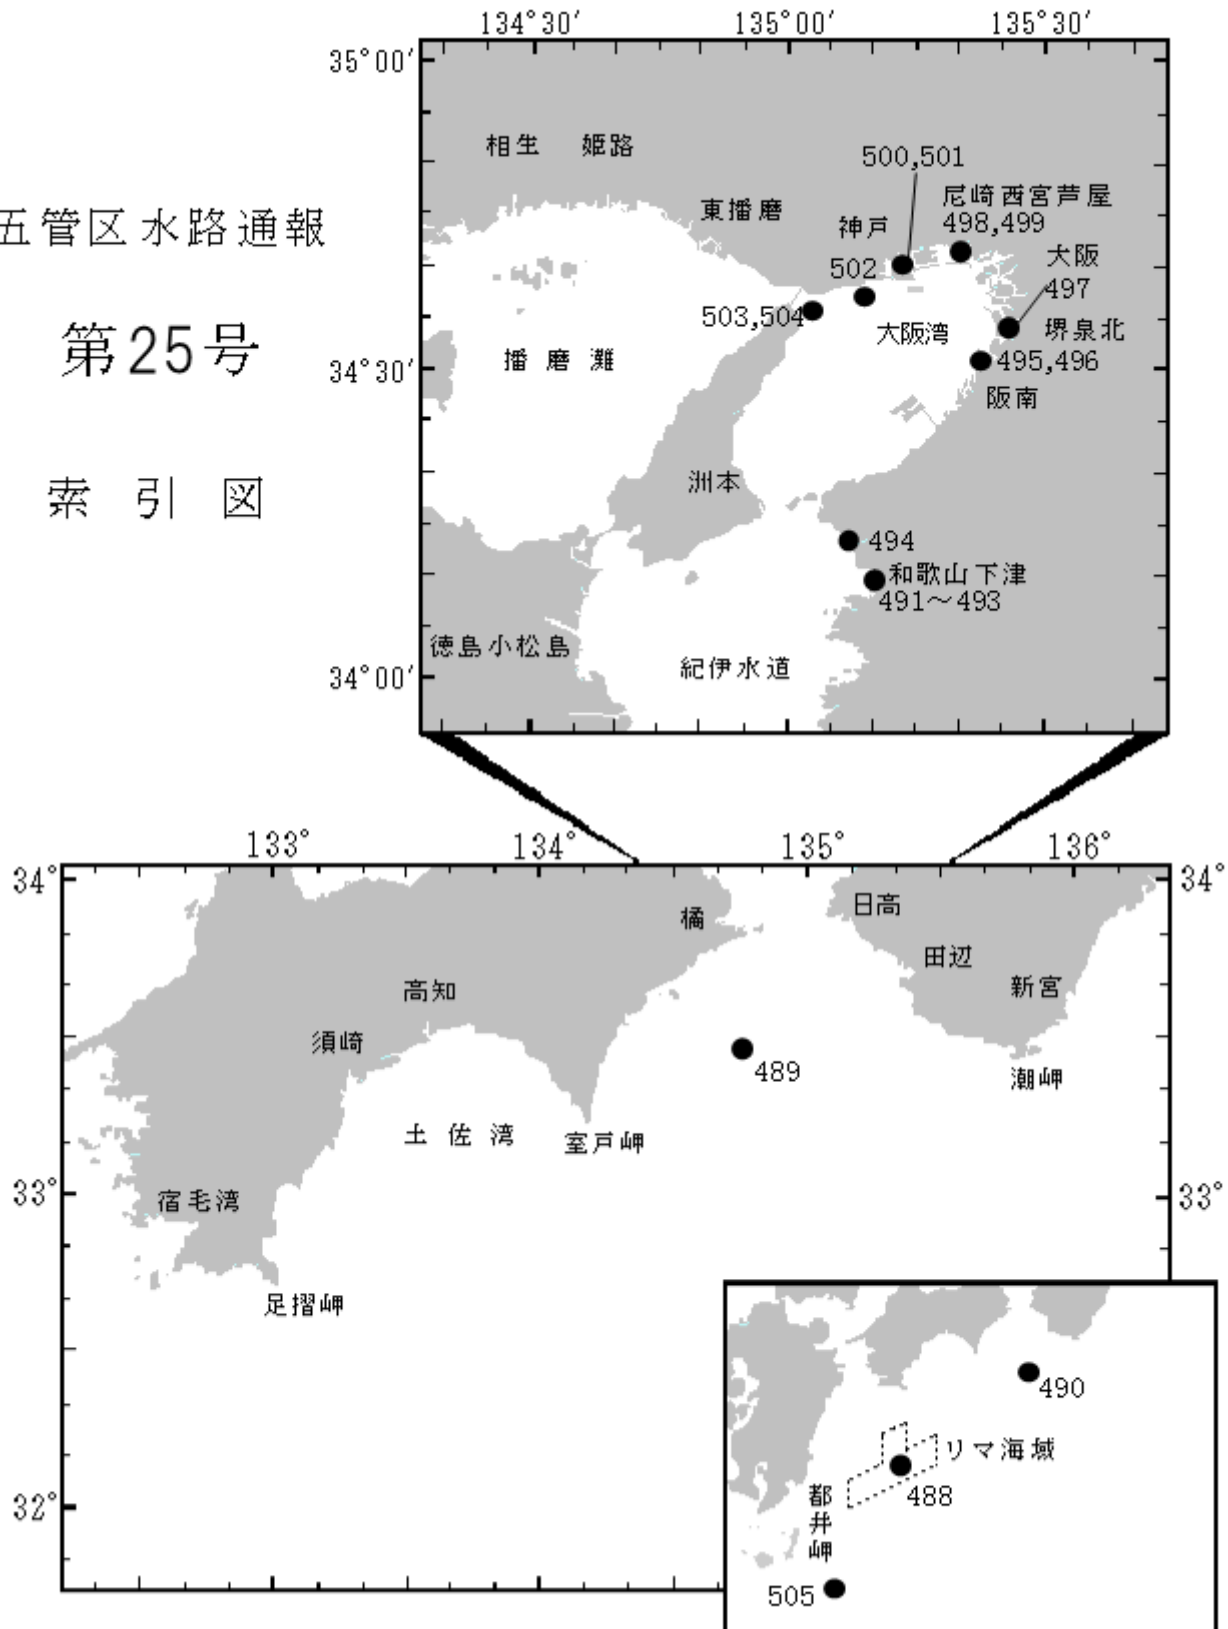 134°30′
135°00′
135°30′
35°00′
相生
姫路
500,501
東播磨
神戸
尼崎西宮芦屋
498,499
五管区水路通報
502
大阪
497
503,504
大阪湾
堺泉北
第25号
34°30′
播磨灘
495,496
阪南
索引図
洲本
494
和歌山下津
491～493
徳島小松島
紀伊水道
34°00′
133°
134°
135°
136°
34°
34°
橘
日高
田辺
高知
新宮
須崎
489
潮岬
土佐湾
室戸岬
33°
33°
宿毛湾
足摺岬
490
リマ海域
488
都井岬
32°
505